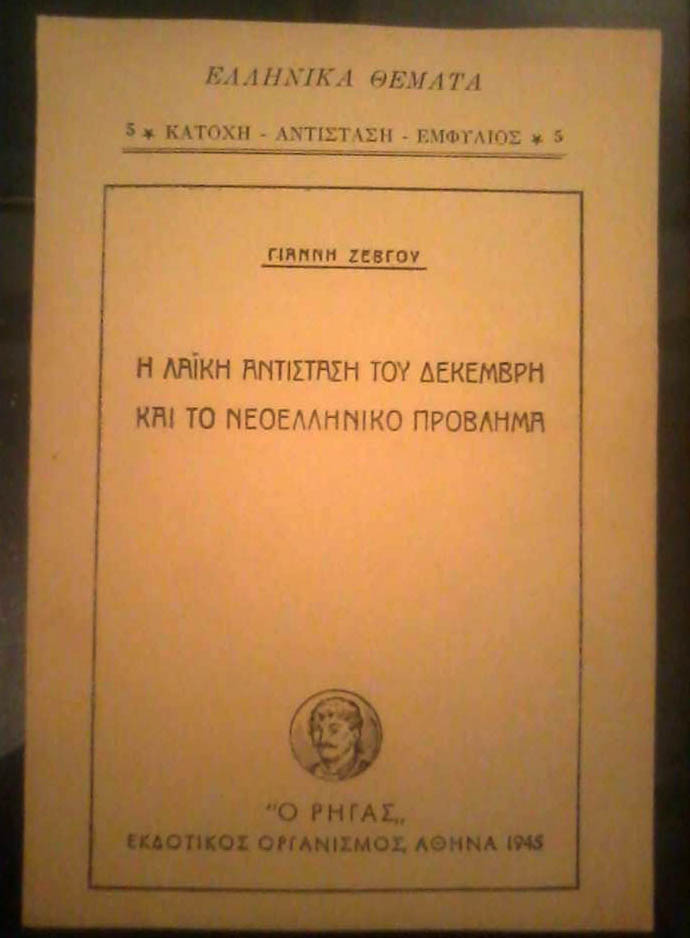 ΕΛΛΗΝΙΚΑ ΘΕΜΑΤΑ
5 ★ ΚΑΤΟΧΗ - ΑΝΤΙΣΤΑΣΗ - ΕΜΦΥΛΙΟΣ ★ 5
ΓΙΑΝΝΗ ΖΕΒΓΟΥ
Η ΛΑΪΚΗ ΑΝΤΙΣΤΑΣΗ ΤΟΥ ΔΕΚΕΜΒΡΗ
ΚΑΙ ΤΟ ΝΕΟΕΛΛΗΝΙΚΟ ΠΡΟΒΛΗΜΑ
"Ο ΡΗΓΑΣ„
ΕΚΔΟΤΙΚΟΣ ΟΡΓΑΝΙΣΜΟΣ, ΑΘΗΝΑ 1945